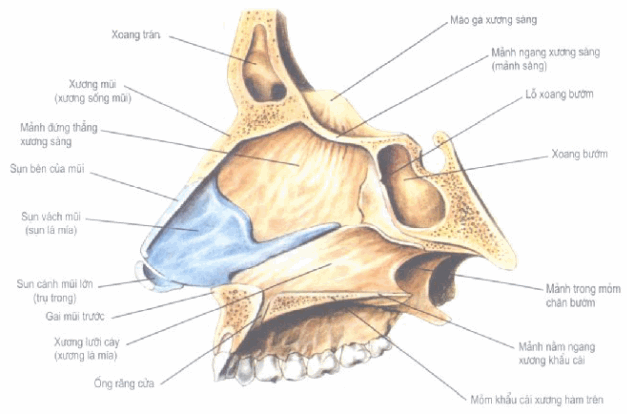 Xoang trán
Xương mũi
(xương sống mũi)
Mảnh đứng thẳng
xương sàng
Sụn bên của mũi
Sụn vách mũi
(sụn lá mía)
Sụn cánh mũi lớn
(trụ trong)
Gai mũi trước
Xương lưỡi cày
(xương lá mía)
Ống răng cửa
Mào gà xương sàng
Mảnh ngang xương sàng
(mảnh sàng)
Lỗ xoang bướm
Xoang bướm
Mảnh trong mỏm
chân bướm
Mảnh nằm ngang
xương khẩu cái
Mỏm khẩu cái xương hàm trên